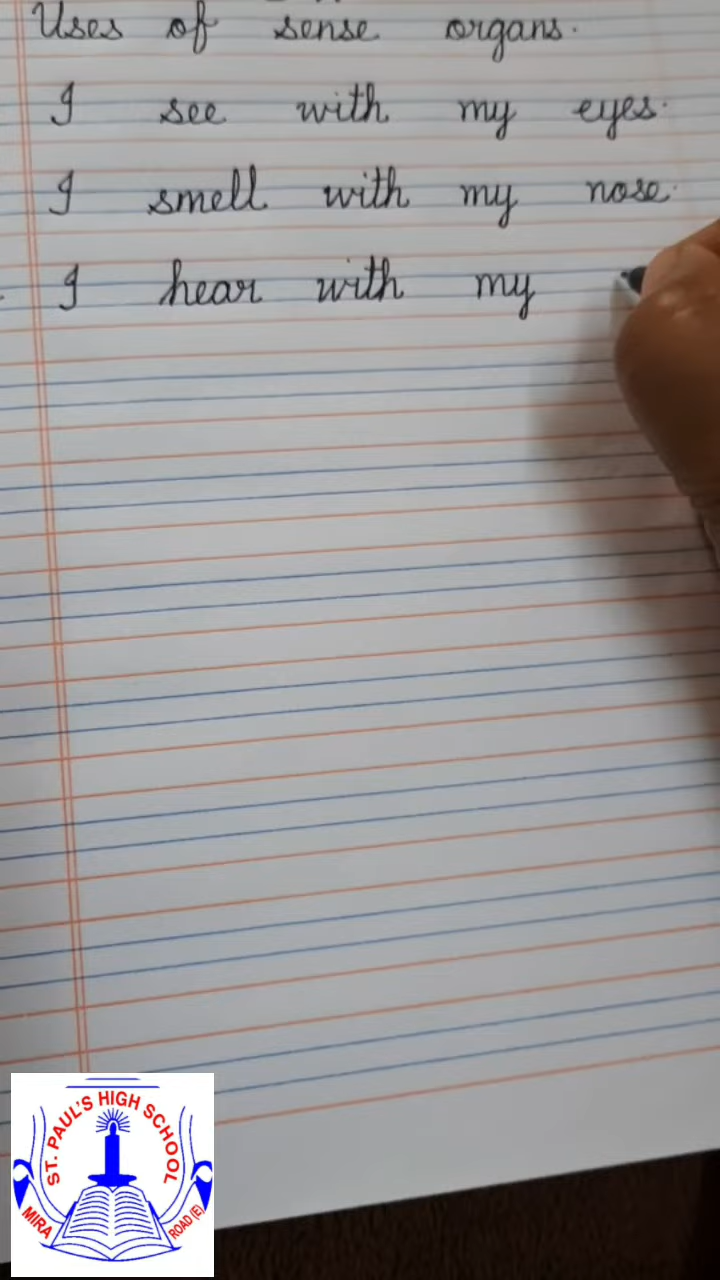 Uses of sense organs.
I see with my eyes.
I smell with my nose.
I hear with my
ST. PAUL'S HIGH SCHOOL
MIRA ROAD (E)